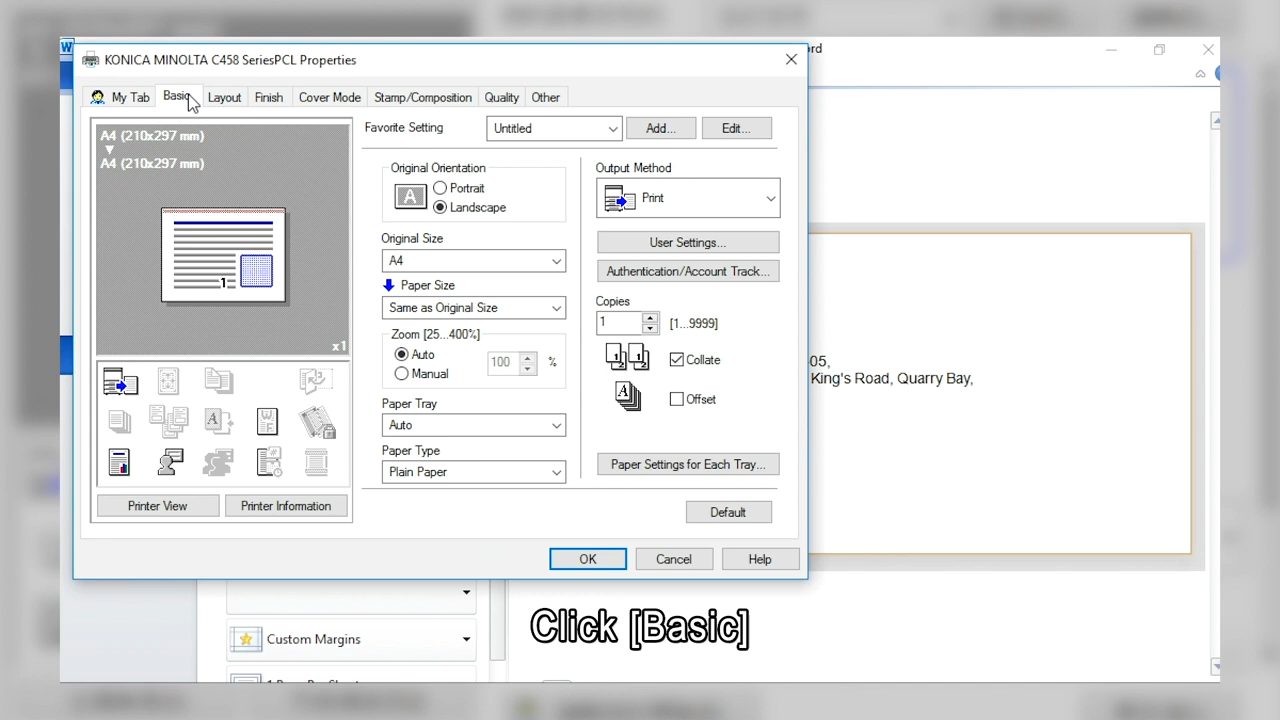 rd
KONICA MINOLTA C458 SeriesPCL Properties
My Tab
Basic
Layout
Finish
Cover Mode
Stamp/Composition
Quality
Other
A4 (210x297 mm)
A4 (210x297 mm)
1
x1
Printer View
Printer Information
Favorite Setting
Untitled
Add...
Edit...
Original Orientation
A
Portrait
Landscape
Original Size
A4
Paper Size
Same as Original Size
Zoom [25...400%]
Auto
Manual
100
%
Paper Tray
Auto
Paper Type
Plain Paper
Output Method
Print
User Settings...
Authentication/Account Track...
Copies
1
[1...9999]
Collate
Offset
Paper Settings for Each Tray...
Default
OK
Cancel
Help
05,
King's Road, Quarry Bay,
Custom Margins
Click [Basic]